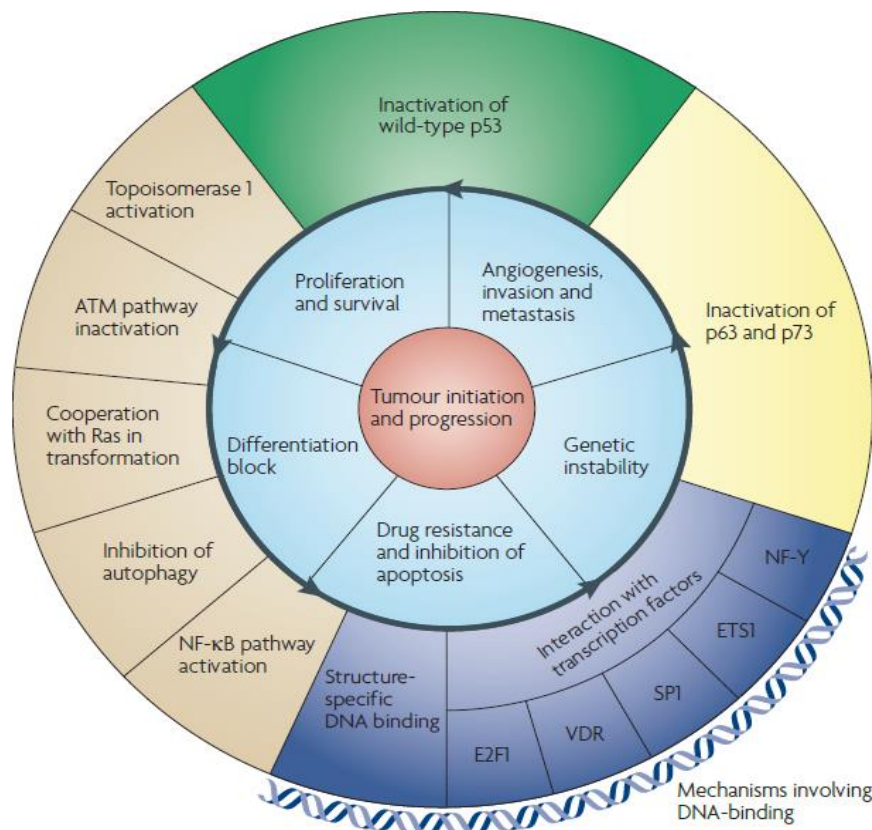 Inactivation of
wild-type p53
Topoisomerase 1
activation
ATM pathway
inactivation
Cooperation
with Ras in
transformation
Inhibition of
autophagy
NF-κB pathway
activation
Structure-
specific
DNA binding
Interaction with
transcription factors
E2F1
VDR
SP1
ETS1
NF-Y
Inactivation of
p63 and p73
Proliferation
and survival
Angiogenesis,
invasion and
metastasis
Differentiation
block
Genetic
instability
Drug resistance
and inhibition of
apoptosis
Tumour initiation
and progression
Mechanisms involving
DNA-binding